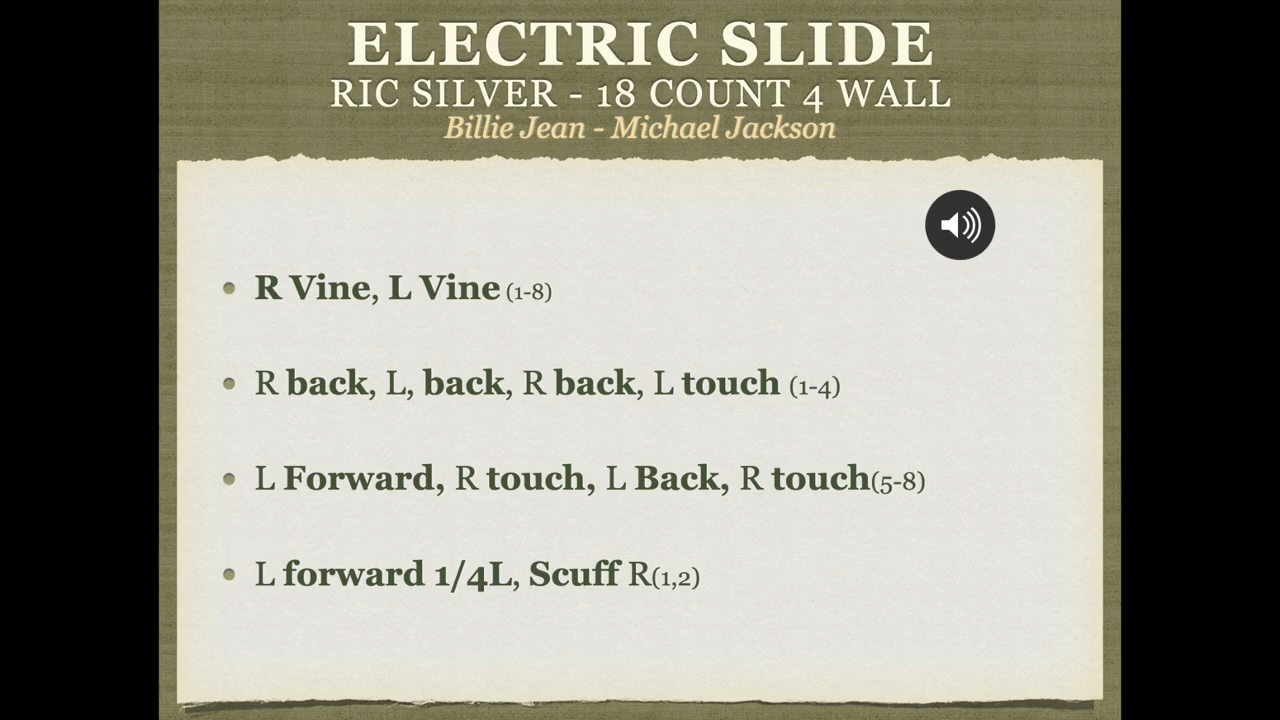 ELECTRIC SLIDE
RIC SILVER - 18 COUNT 4 WALL
Billie Jean - Michael Jackson
• R Vine, L Vine (1-8)
• R back, L, back, R back, L touch (1-4)
• L Forward, R touch, L Back, R touch(5-8)
• L forward 1/4L, Scuff R(1,2)